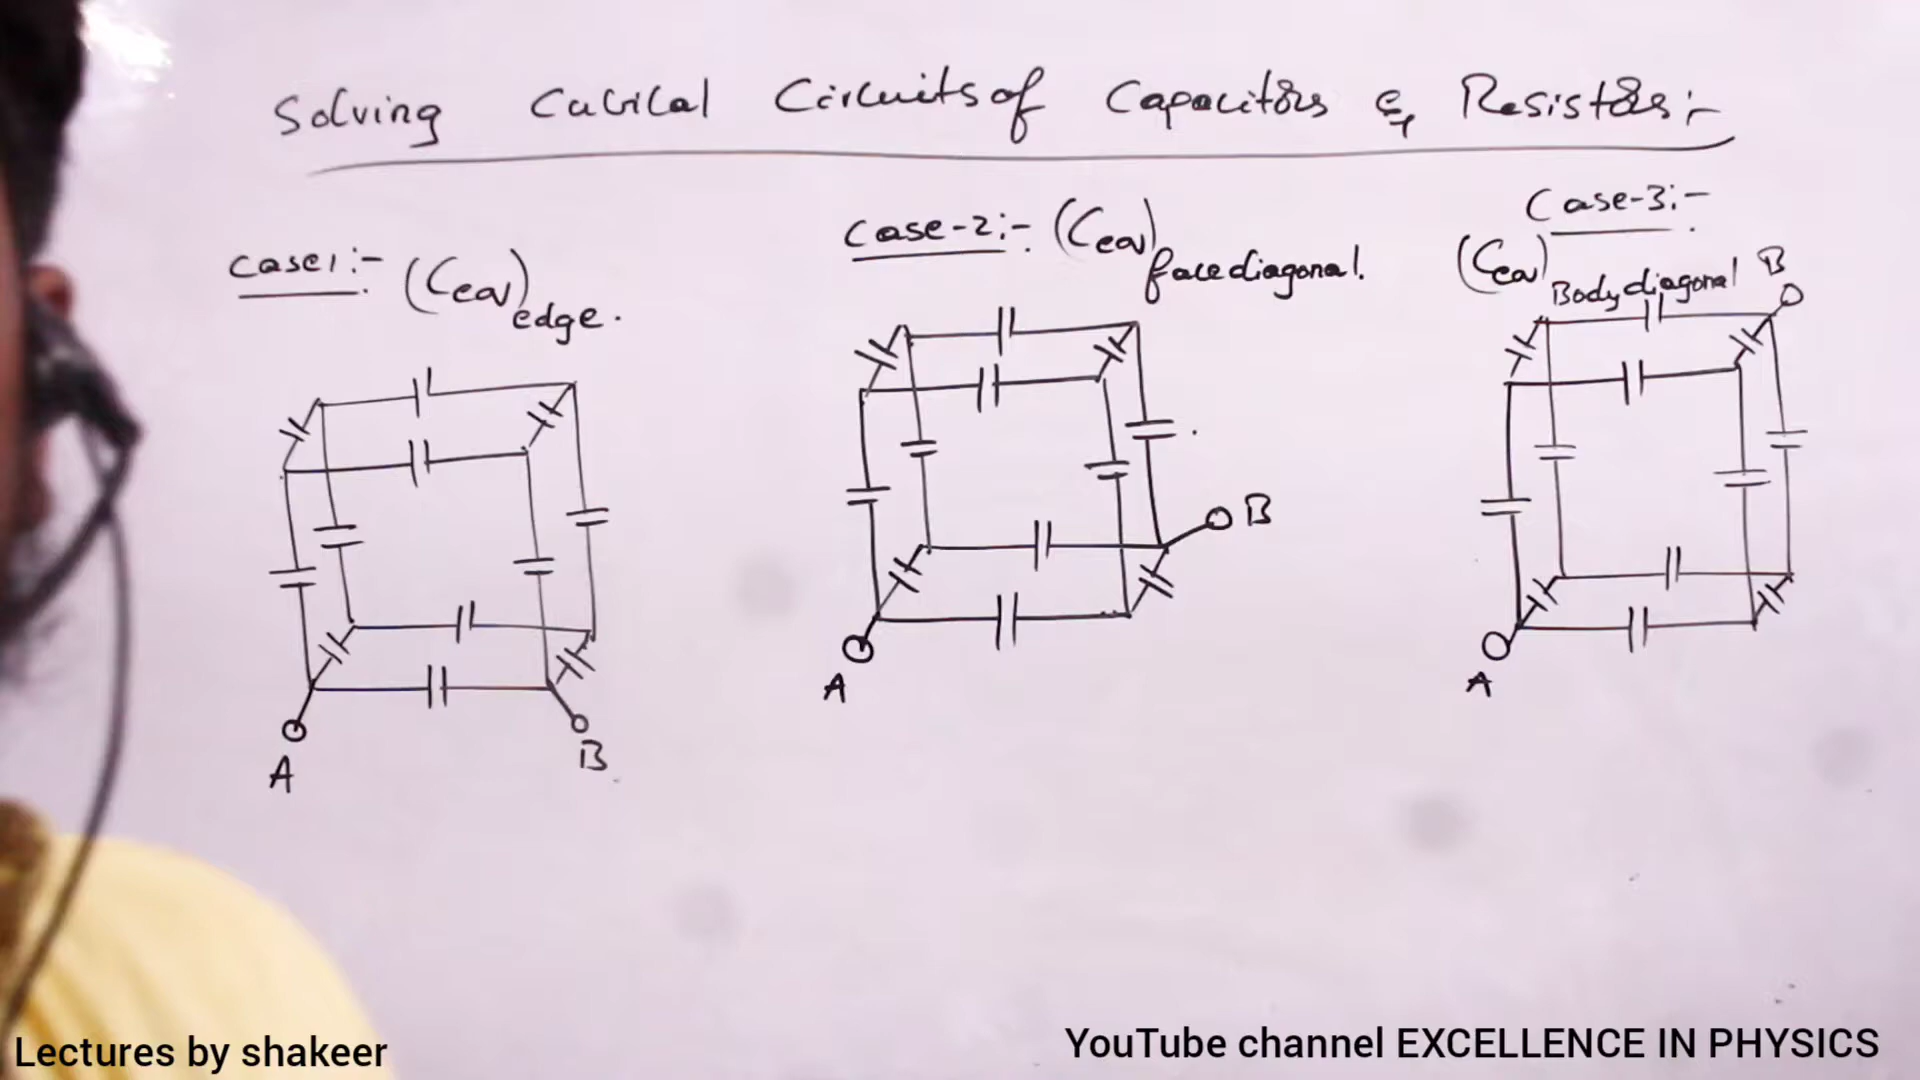 Solving Cubical Circuits of Capacitors & Resistors:-
Case-3:-
Case-2:- (Ceq) face diagonal.
Case1:- (Ceq) edge.
(Ceq) Body diagonal B
B
A
A
A
B
Lectures by shakeer
YouTube channel EXCELLENCE IN PHYSICS